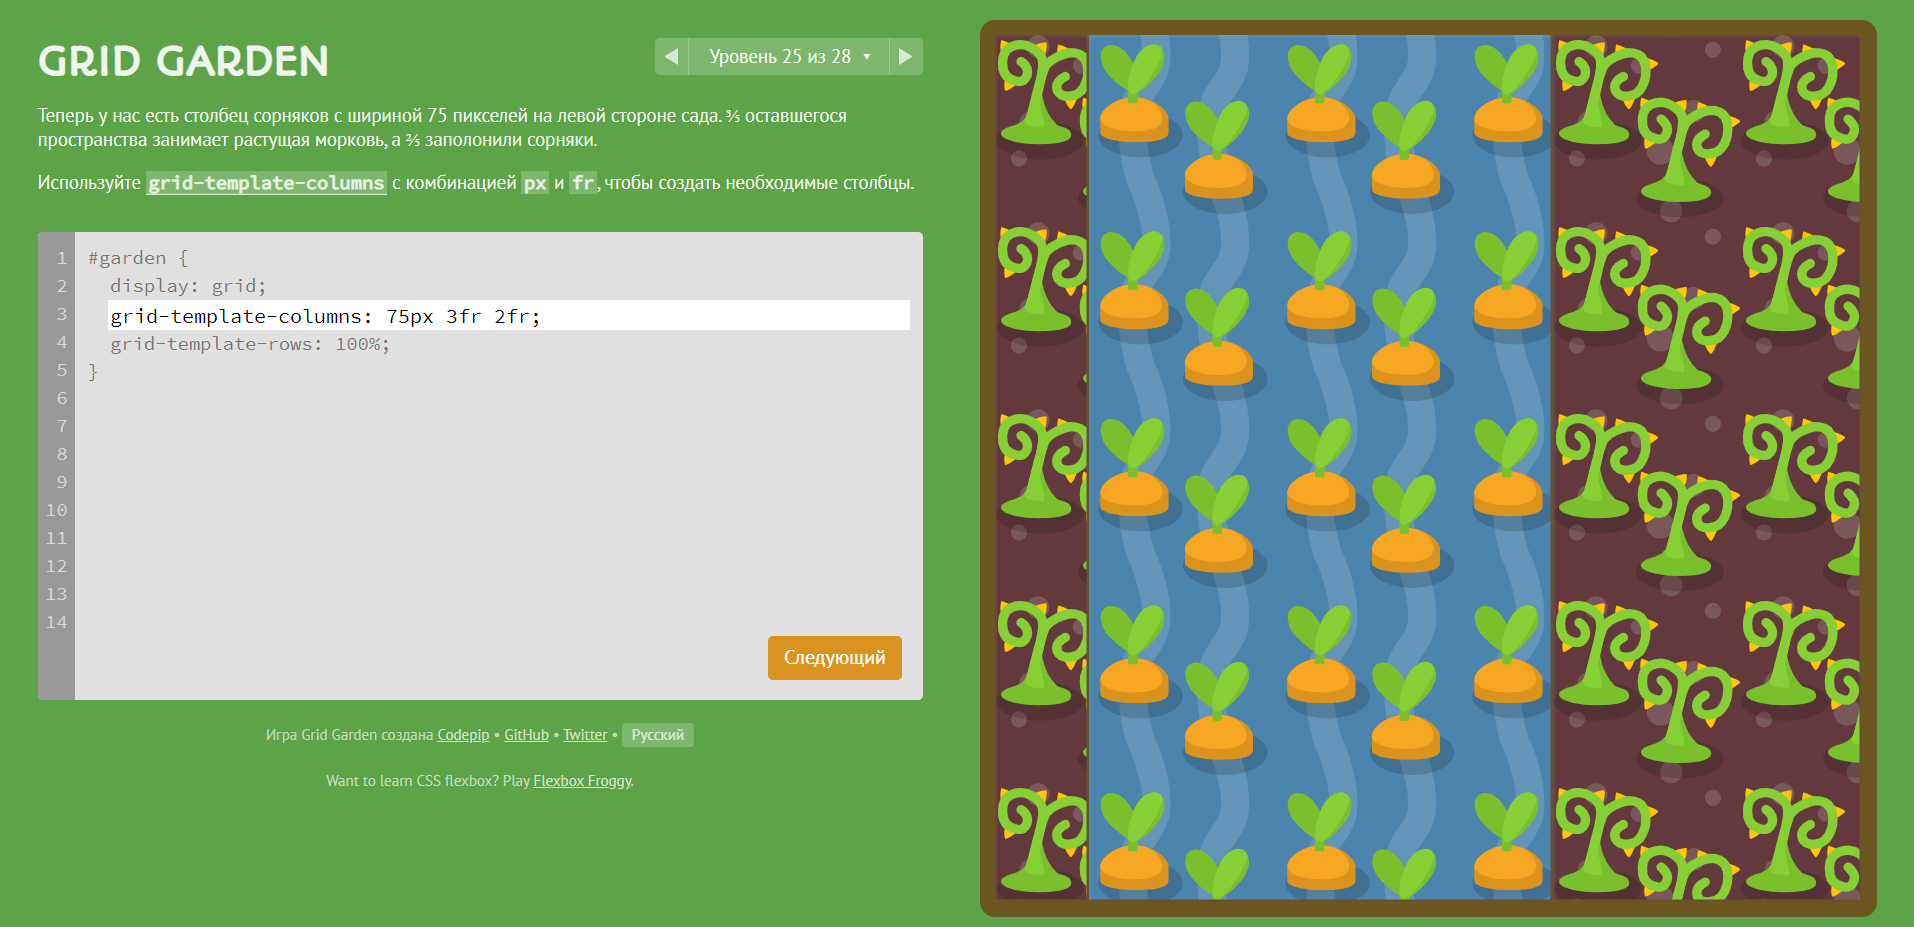 GRID GARDEN
Уровень 25 из 28 ▾
Теперь у нас есть столбец сорняков с шириной 75 пикселей на левой стороне сада. ⅗ оставшегося
пространства занимает растущая морковь, а ⅖ заполонили сорняки.
Используйте grid-template-columns с комбинацией px и fr, чтобы создать необходимые столбцы.
1 #garden {
2 display: grid;
3 grid-template-columns: 75px 3fr 2fr;
4 grid-template-rows: 100%;
5 }
6
7
8
9
10
11
12
13
14
Следующий
Игра Grid Garden создана Codepip • GitHub • Twitter • Русский
Want to learn CSS flexbox? Play Flexbox Froggy.